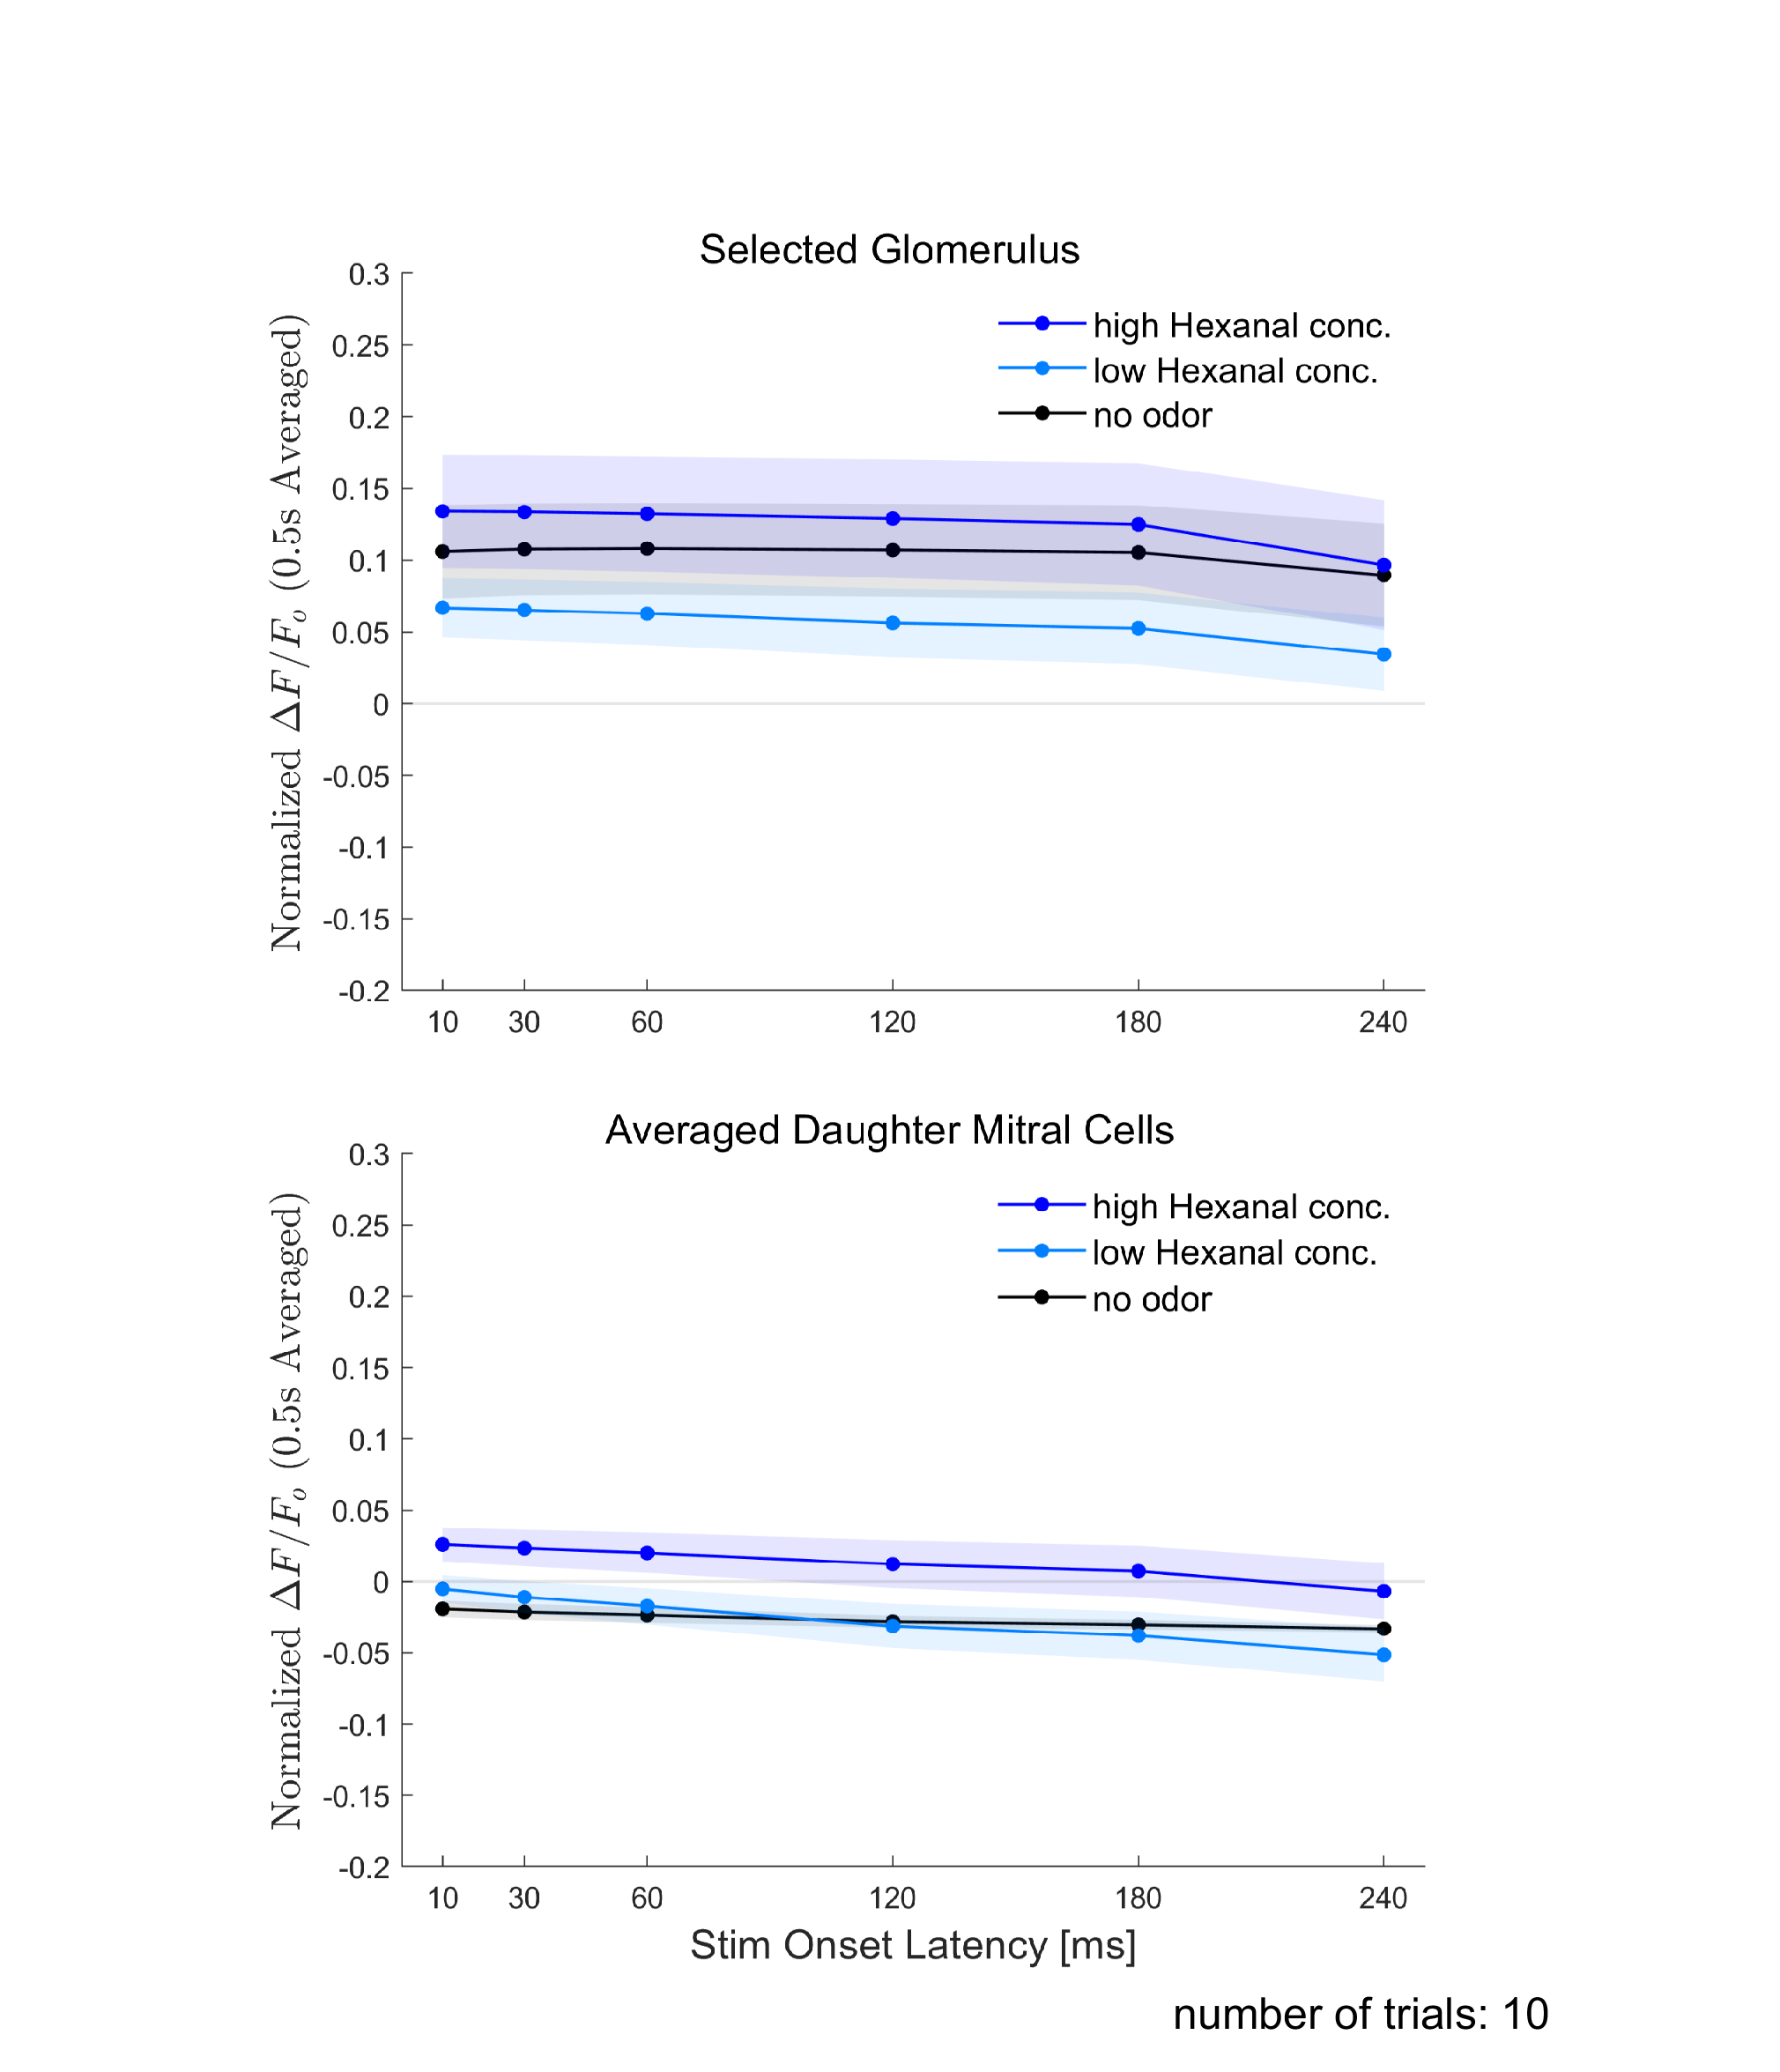 Selected Glomerulus
0.3
0.25
0.2
0.15
0.1
0.05
0
-0.05
-0.1
-0.15
-0.2
Normalized ΔF/Fo (0.5s Averaged)
high Hexanal conc.
low Hexanal conc.
no odor
10 30 60 120 180 240
Averaged Daughter Mitral Cells
0.3
0.25
0.2
0.15
0.1
0.05
0
-0.05
-0.1
-0.15
-0.2
Normalized ΔF/Fo (0.5s Averaged)
high Hexanal conc.
low Hexanal conc.
no odor
10 30 60 120 180 240
Stim Onset Latency [ms]
number of trials: 10